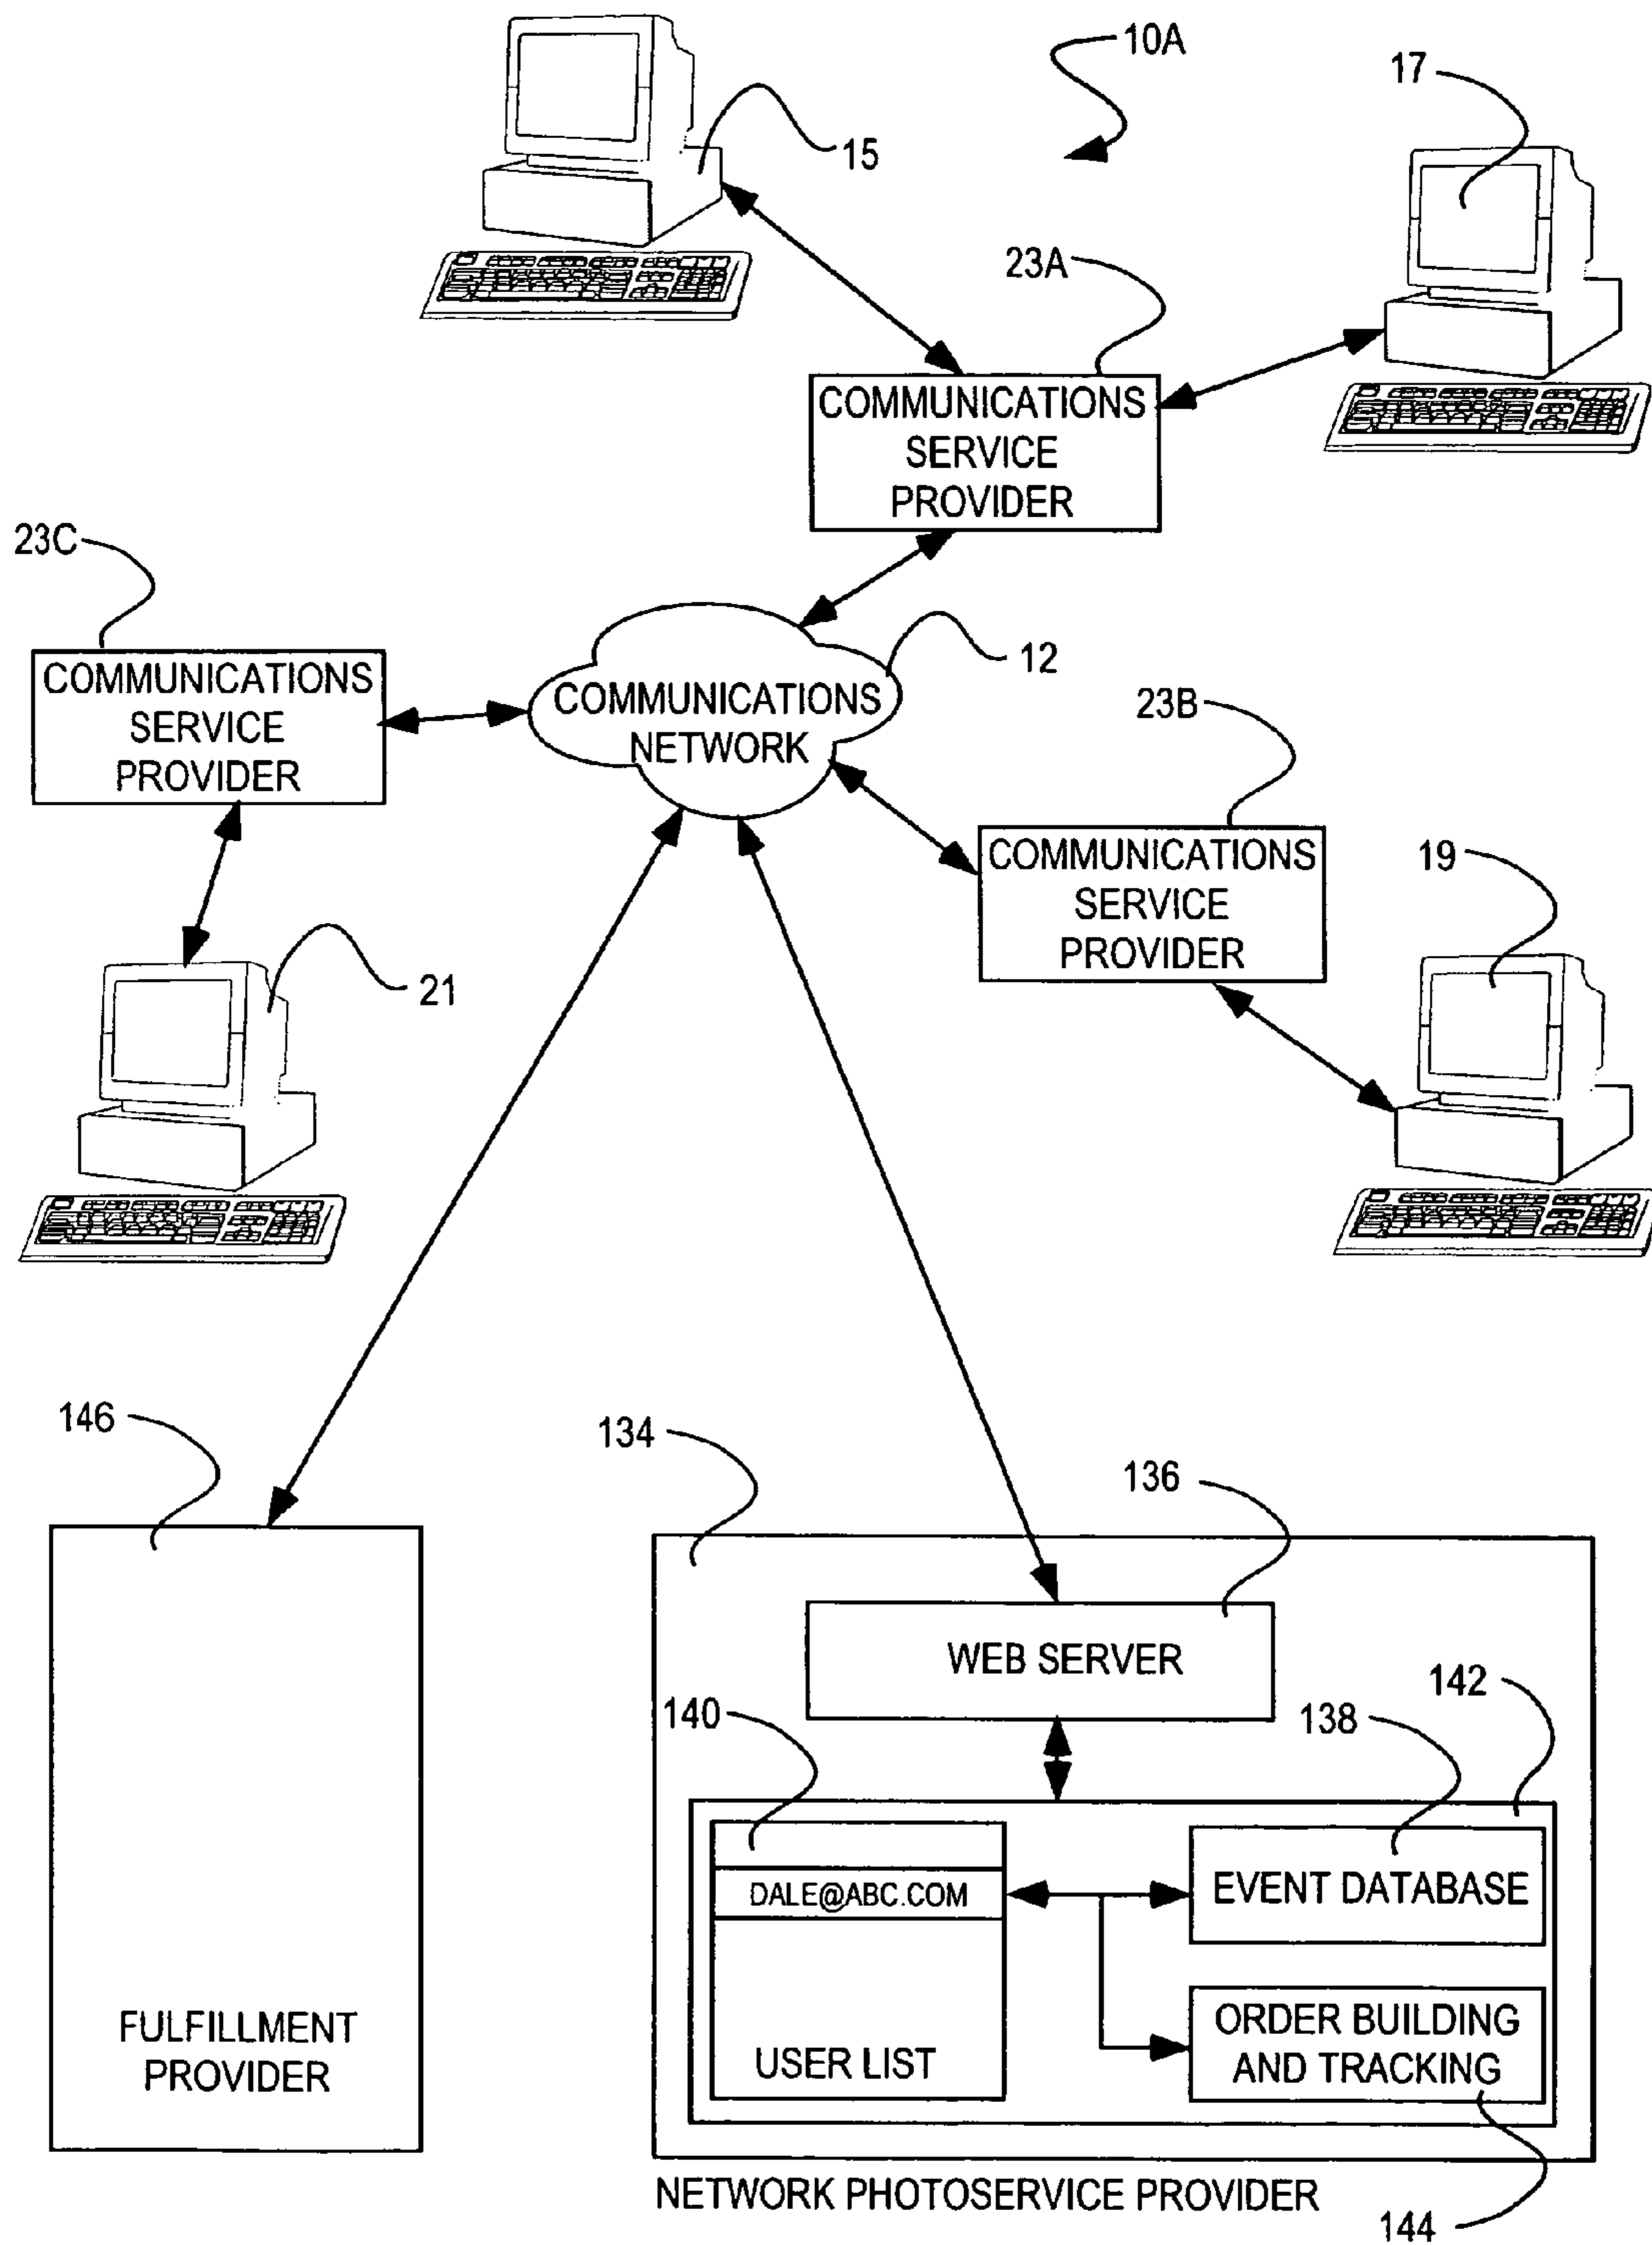 10A
17
15
23A
COMMUNICATIONS
SERVICE
PROVIDER
23C
COMMUNICATIONS
SERVICE
PROVIDER
12
COMMUNICATIONS
NETWORK
23B
COMMUNICATIONS
SERVICE
PROVIDER
19
21
146
134
136
WEB SERVER
142
140
138
DALE@ABC.COM
EVENT DATABASE
USER LIST
ORDER BUILDING
AND TRACKING
FULFILLMENT
PROVIDER
NETWORK PHOTOSERVICE PROVIDER
144